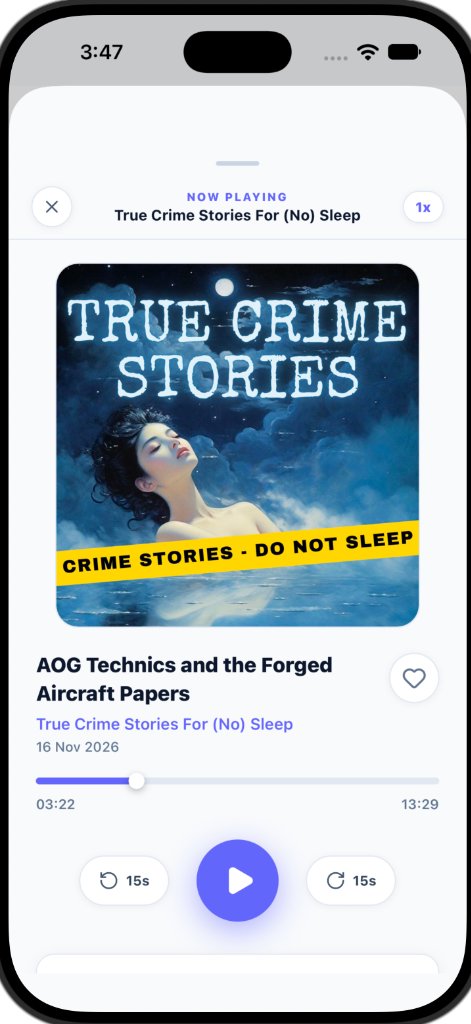 3:47
NOW PLAYING
True Crime Stories For (No) Sleep
1x
TRUE CRIME
STORIES
CRIME STORIES - DO NOT SLEEP
AOG Technics and the Forged
Aircraft Papers
True Crime Stories For (No) Sleep
16 Nov 2026
03:22
13:29
15s
15s